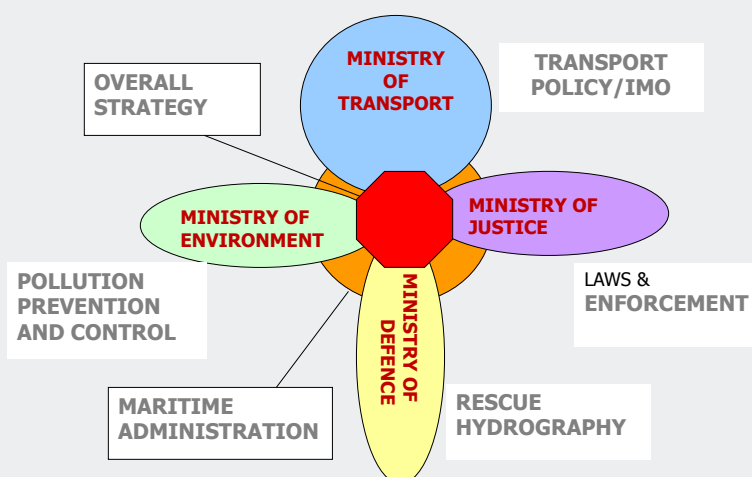 MINISTRY
OF
TRANSPORT
TRANSPORT
POLICY/IMO
OVERALL
STRATEGY
MINISTRY OF
ENVIRONMENT
MINISTRY OF
JUSTICE
POLLUTION
PREVENTION
AND CONTROL
LAWS &
ENFORCEMENT
MINISTRY OF
DEFENCE
MARITIME
ADMINISTRATION
RESCUE
HYDROGRAPHY